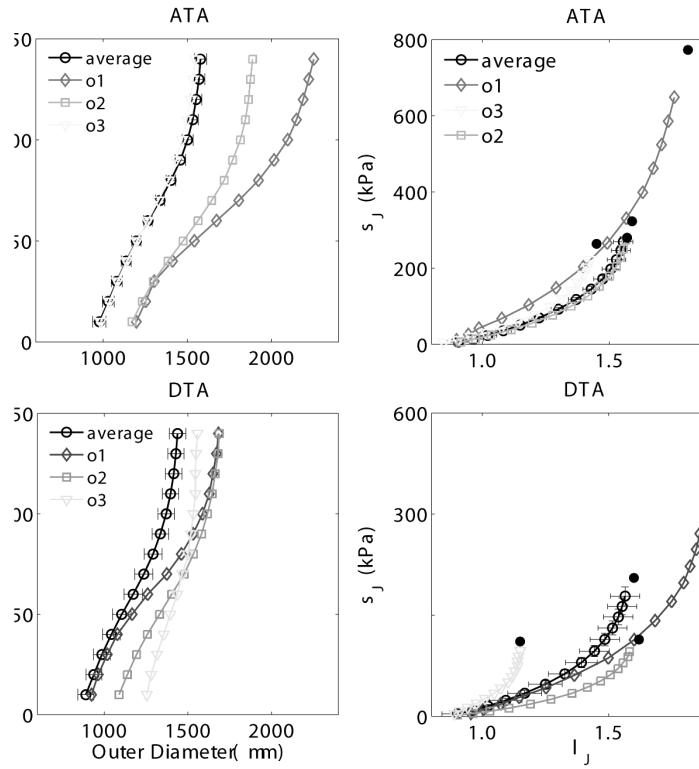 ATA
50
average
o1
o2
o3
00
50
0
1000 1500 2000
ATA
800
average
o1
o3
o2
600
400
200
0
s J (kPa)
1.0 1.5
DTA
50
average
o1
o2
o3
00
50
0
1000 1500 2000
Outer Diameter( mm)
DTA
600
300
0
s J (kPa)
1.0 1.5
l J